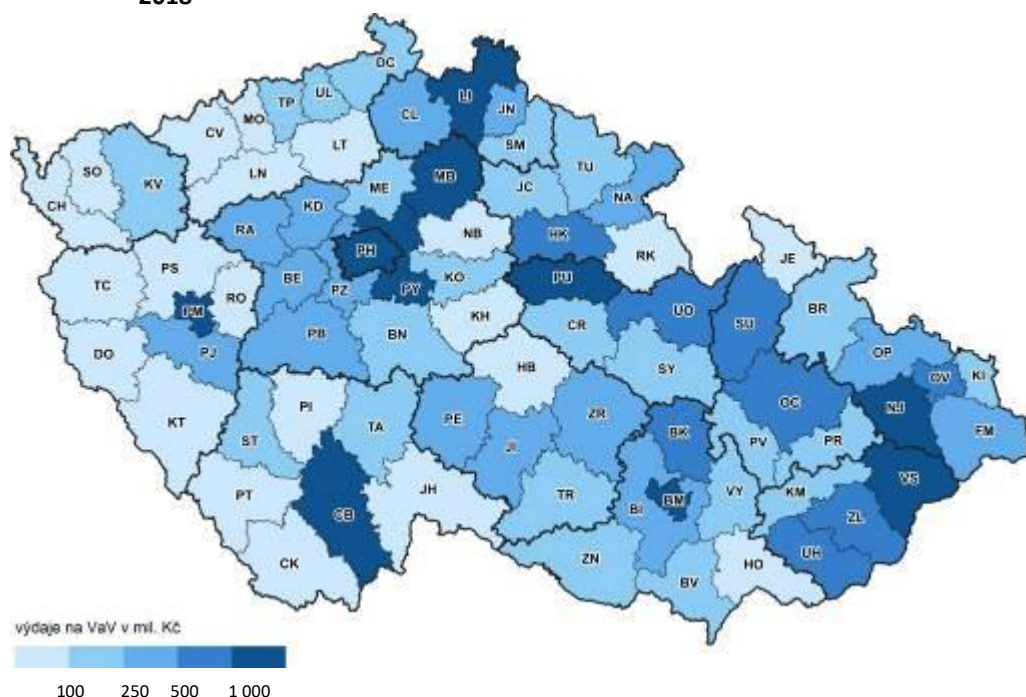 2018
DC
UL
TP
MO
CV
LT
LN
CL
LI
JN
SM
SO
KV
CH
ME
MB
JC
TU
NA
KD
RA
PH
NB
HK
RK
JE
TC
PS
RO
BE
PZ
PY
KO
PU
PM
PJ
PB
BN
KH
CR
UO
SU
BR
DO
HB
SY
OP
OV
KI
KT
PI
ST
TA
PE
JI
ZR
BK
OC
PV
PR
NJ
FM
PT
CB
JH
TR
BI
BM
VY
KM
VS
ZL
CK
ZN
BV
HO
UH
výdaje na VaV v mil. Kč
100 250 500 1 000